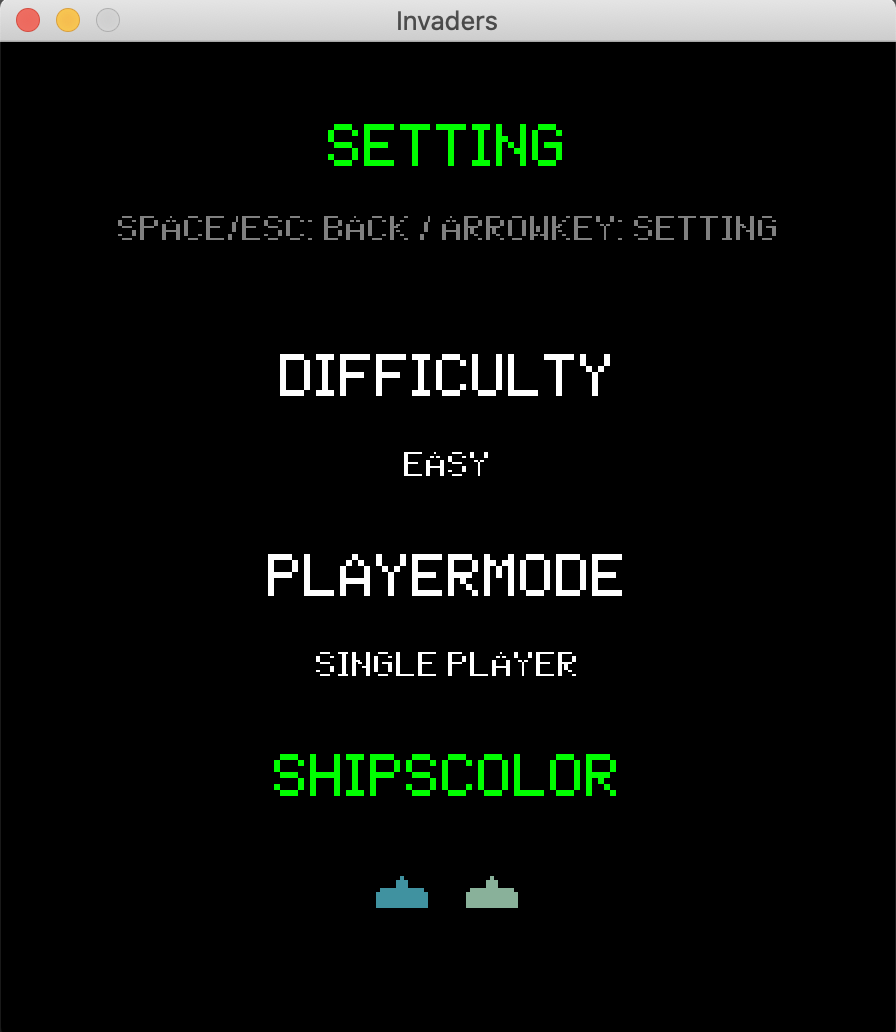 Invaders
SETTING
SPACE/ESC: BACK / ARROWKEY: SETTING
DIFFICULTY
EASY
PLAYERMODE
SINGLE PLAYER
SHIPSCOLOR